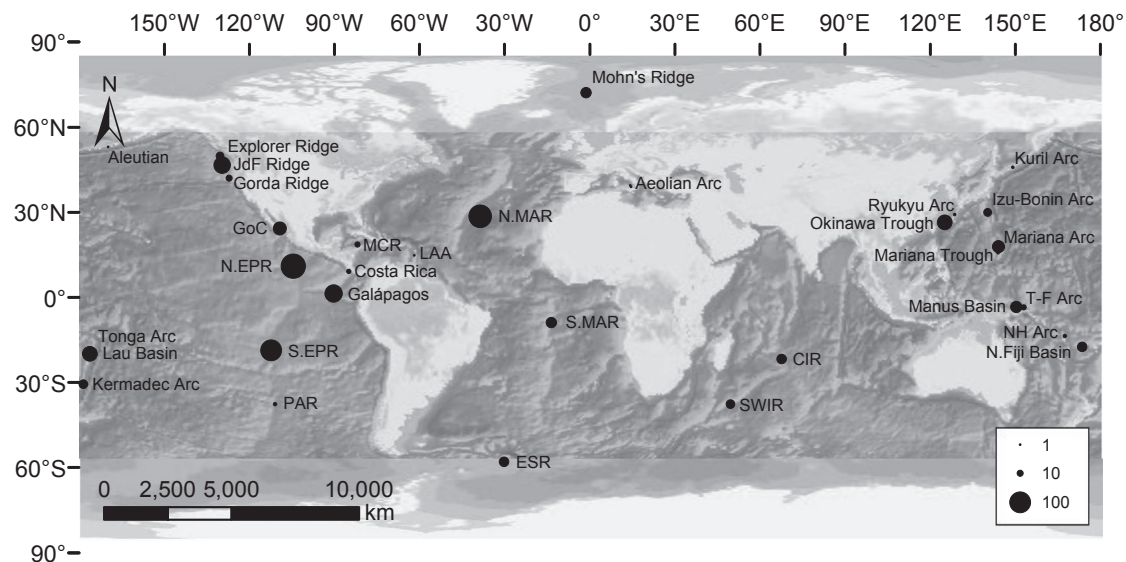 150°W 120°W 90°W 60°W 30°W 0° 30°E 60°E 90°E 120°E 150°E 180°
90°
60°N
30°N
0°
30°S
60°S
90°
N
Mohn's Ridge
Aleutian
Explorer Ridge
JdF Ridge
Gorda Ridge
Kuril Arc
Aeolian Arc
Ryukyu Arc
Izu-Bonin Arc
Okinawa Trough
N.MAR
GoC
MCR
LAA
Mariana Arc
Mariana Trough
N.EPR
Costa Rica
Galápagos
Manus Basin
T-F Arc
S.MAR
NH Arc
N.Fiji Basin
Tonga Arc
Lau Basin
S.EPR
CIR
Kermadec Arc
PAR
SWIR
ESR
0 2,500 5,000 10,000
km
1
10
100